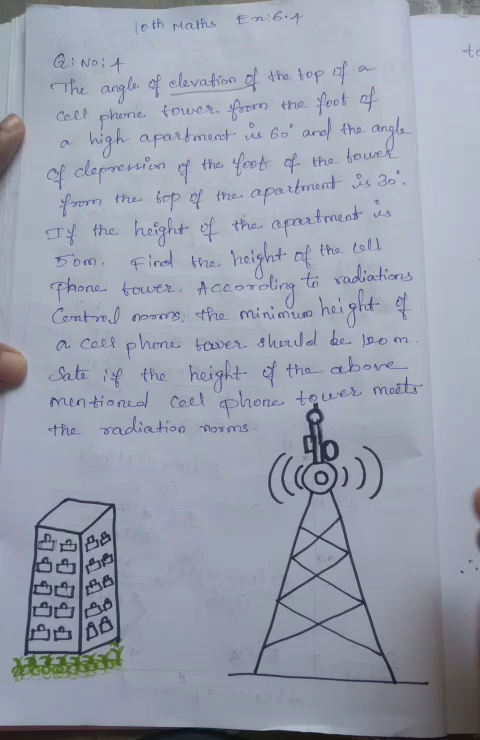 10th Maths Ex:6.4
Q: No: 4
The angle of elevation of the top of a
cell phone tower from the foot of
a high apartment is 60° and the angle
of depression of the foot of the tower
from the top of the apartment is 30°.
If the height of the apartment is
50m. Find the height of the cell
phone tower. According to radiations
Control norms, the minimum height of
a cell phone tower should be 120 m.
Sate if the height of the above
mentioned cell phone tower meets
the radiation norms.